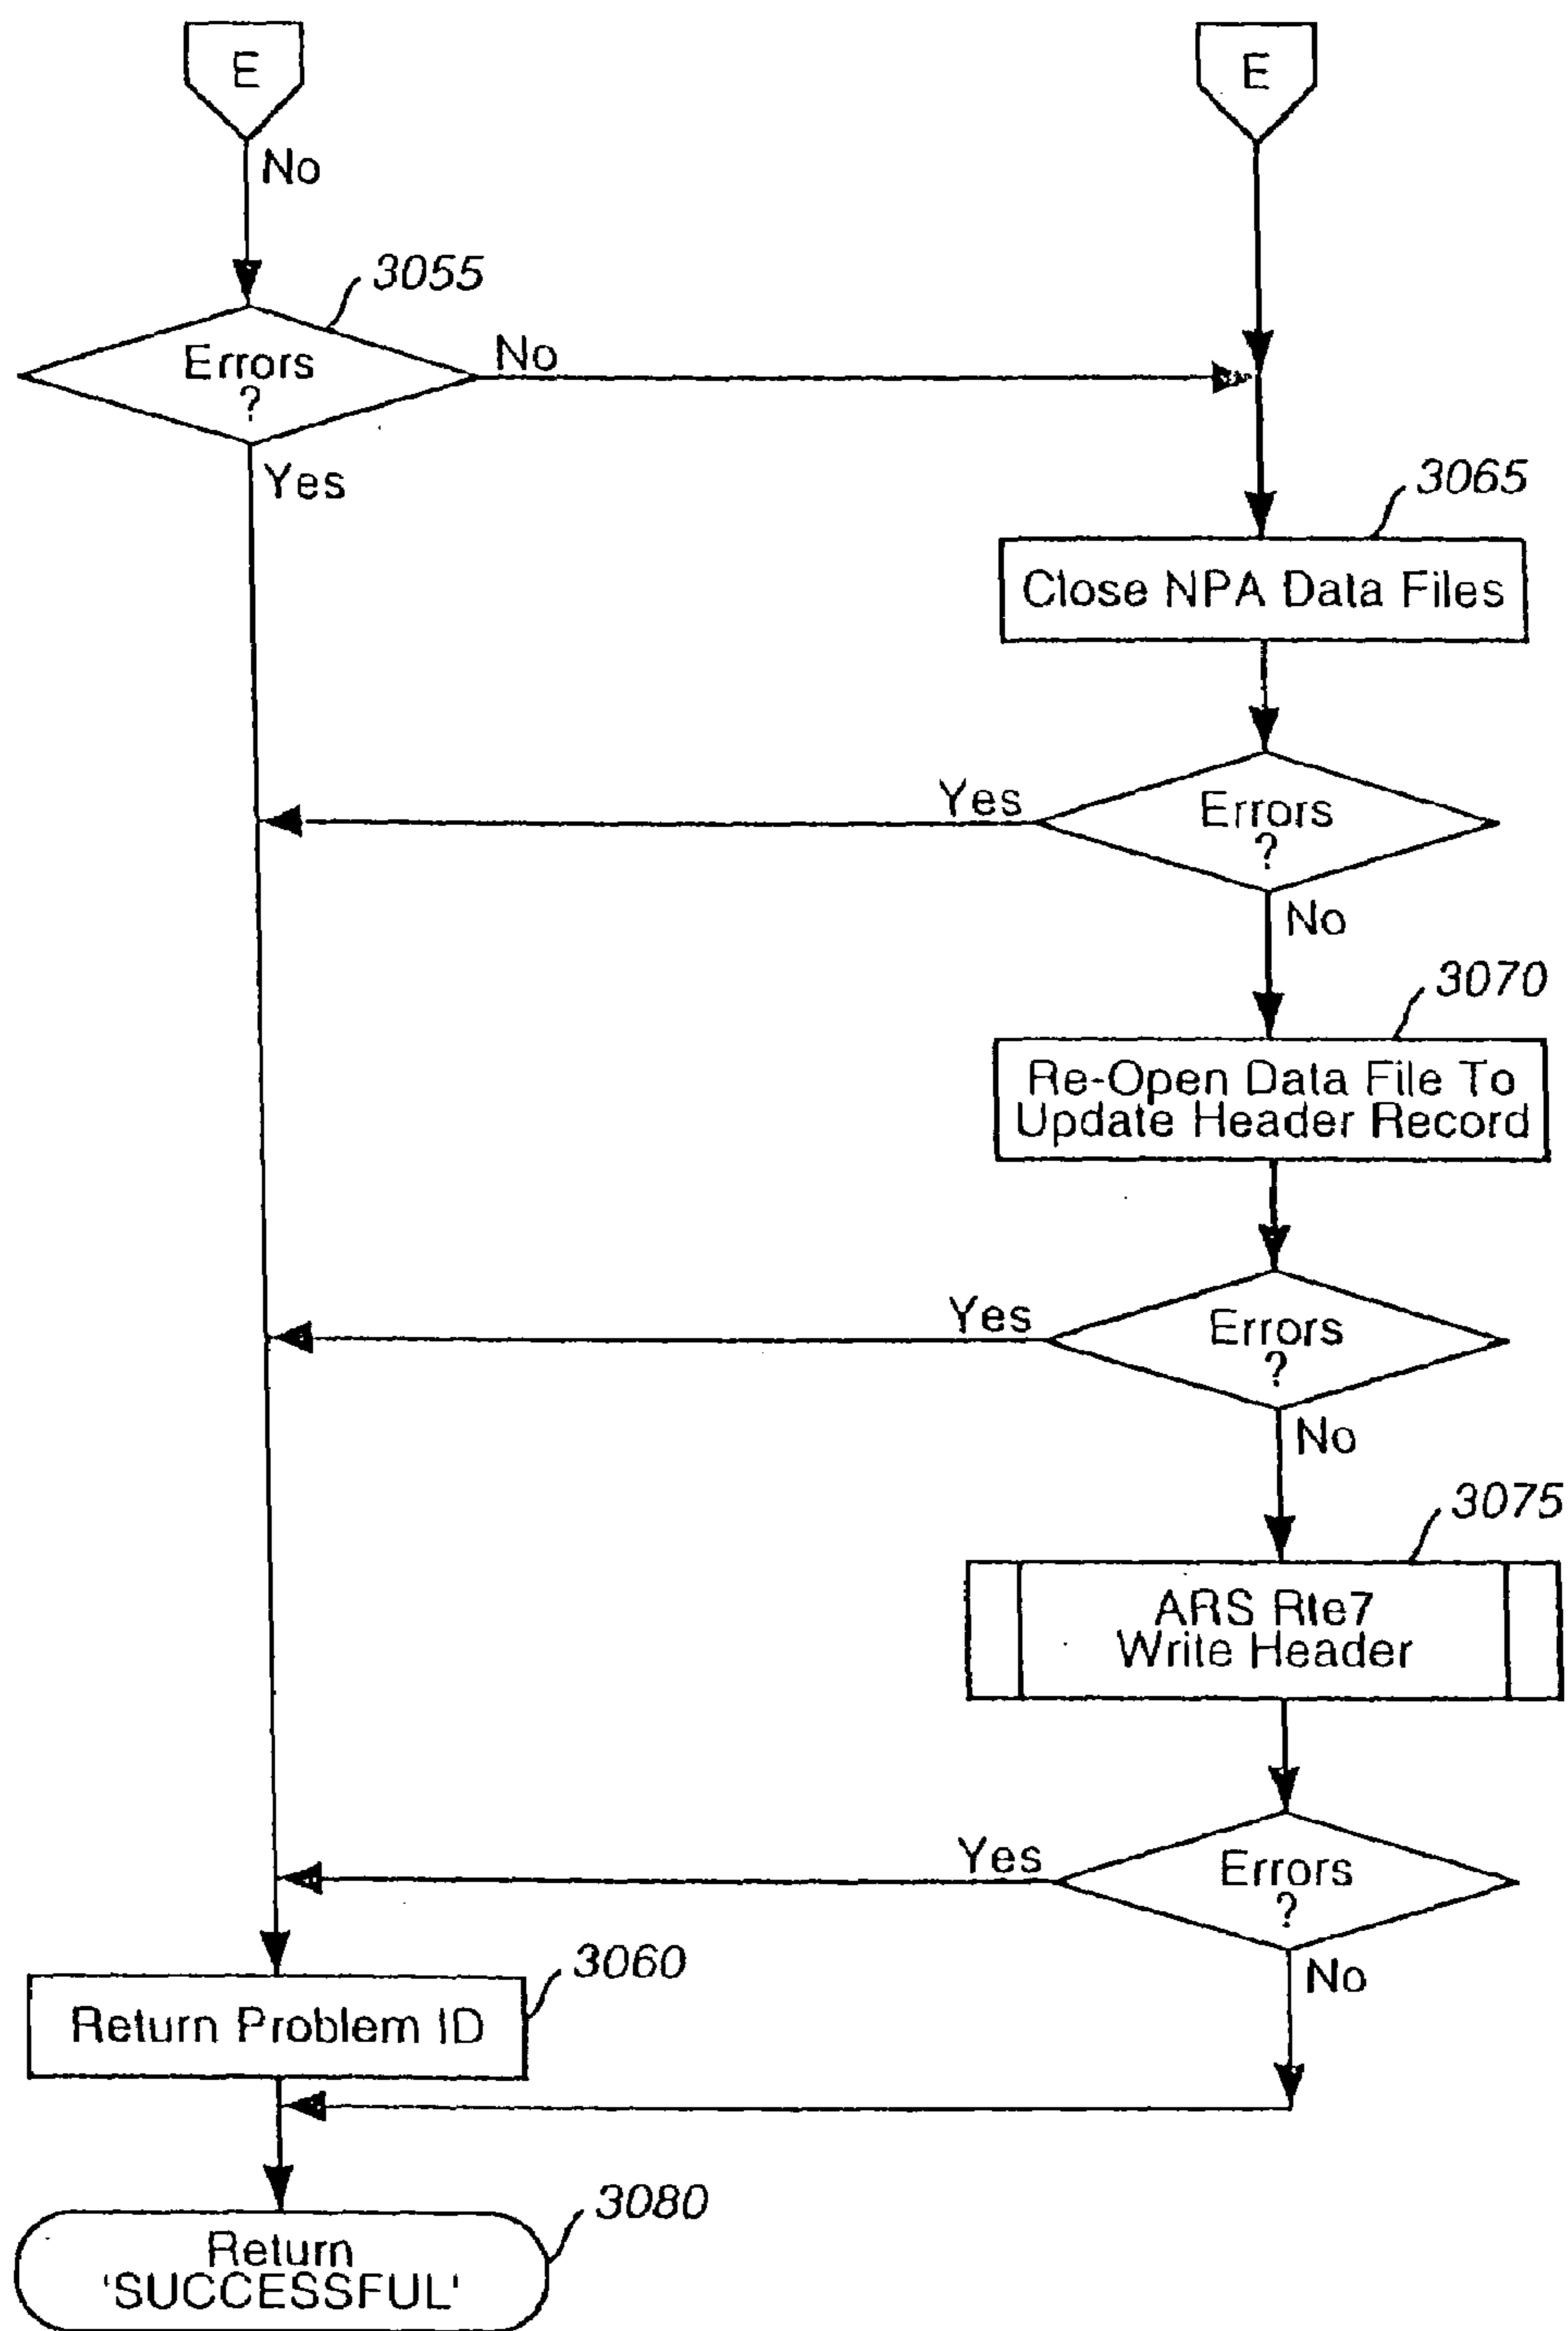 E
E
No
3055
Errors
?
No
Yes
3065
Close NPA Data Files
Yes
Errors
?
No
3070
Re-Open Data File To
Update Header Record
Yes
Errors
?
No
3075
ARS Rte7
Write Header
Yes
Errors
?
No
3060
Return Problem ID
3080
Return
'SUCCESSFUL'